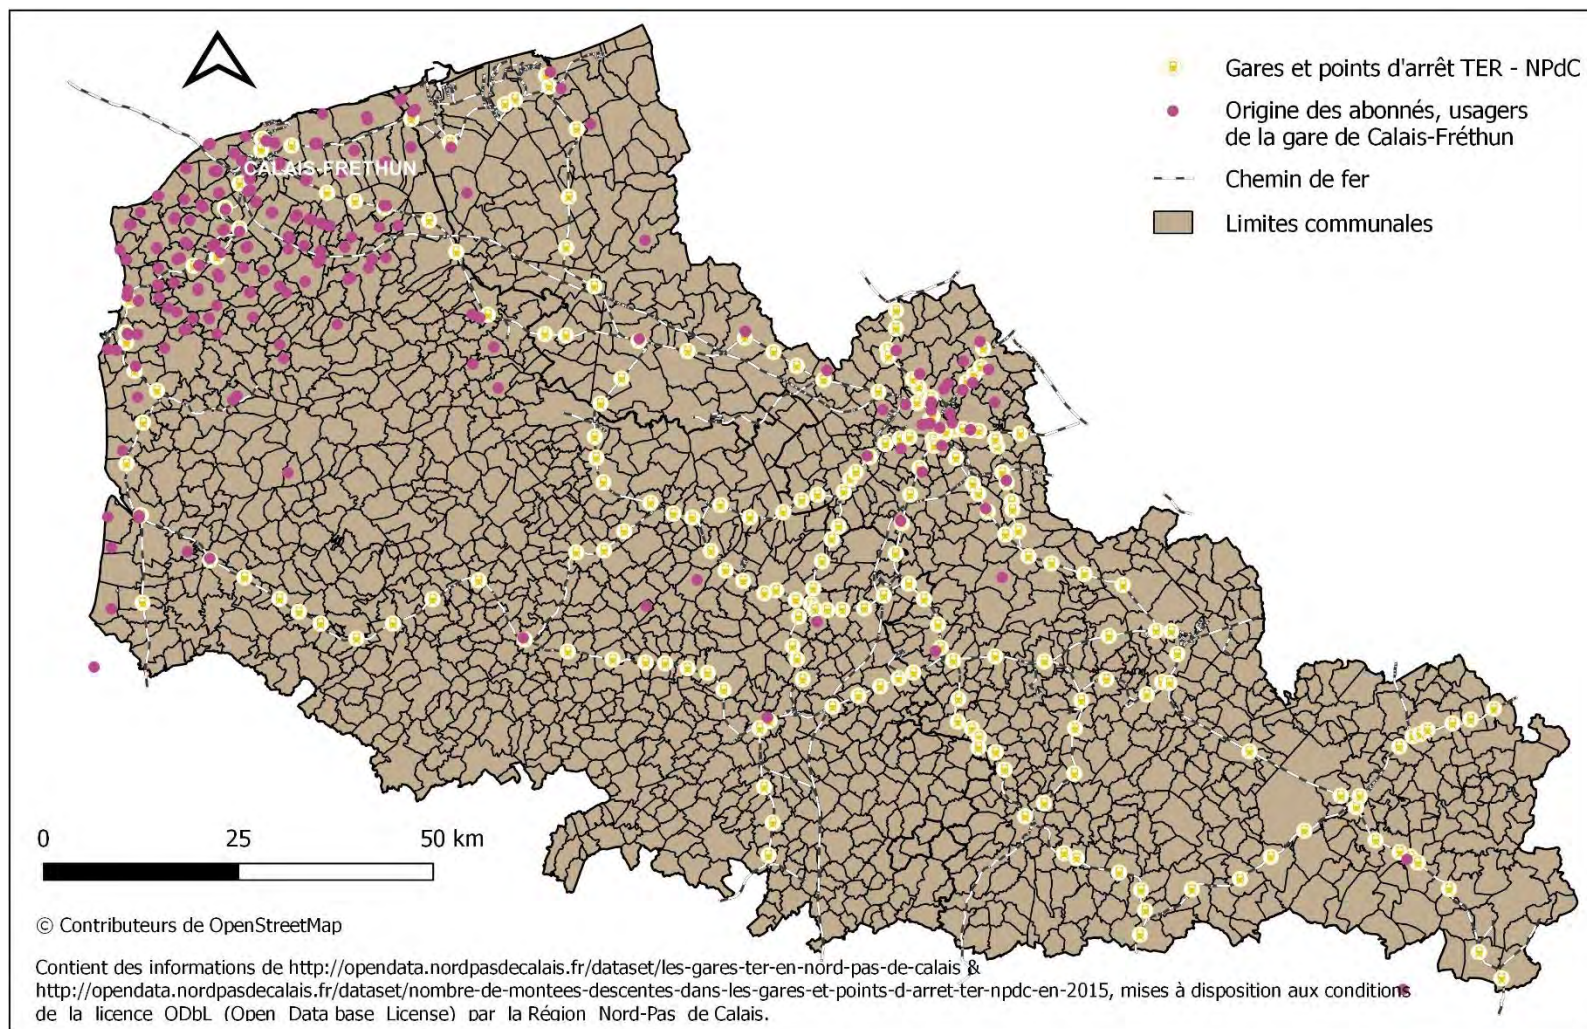 Gares et points d'arrêt TER - NPdC
Origine des abonnés, usagers
de la gare de Calais-Fréthun
Chemin de fer
Limites communales
CALAIS-FRETHUN
0 25 50 km
© Contributeurs de OpenStreetMap
Contient des informations de http://opendata.nordpasdecalais.fr/dataset/les-gares-ter-en-nord-pas-de-calais &
http://opendata.nordpasdecalais.fr/dataset/nombre-de-montees-descentes-dans-les-gares-et-points-d-arret-ter-npdc-en-2015, mises à disposition aux conditions
de la licence ODbL (Open Data base License) par la Région Nord-Pas de Calais.